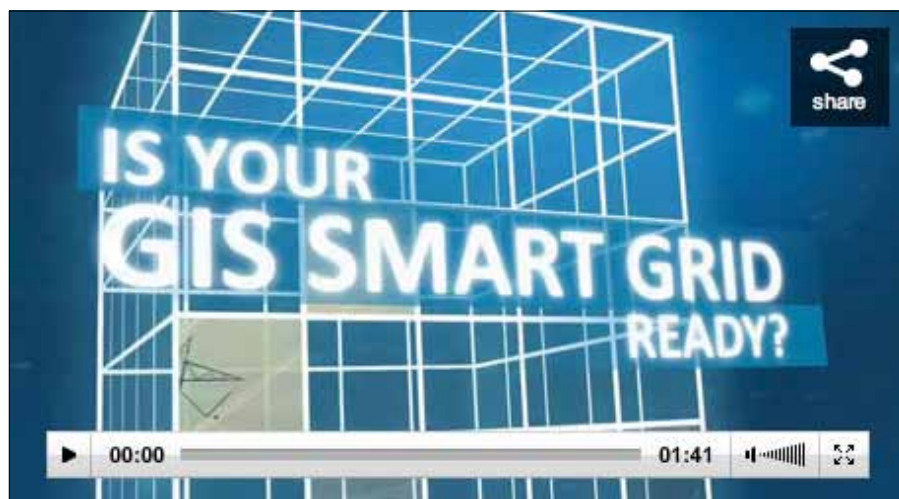 share
IS YOUR
GIS SMART GRID
READY?
00:00 01:41